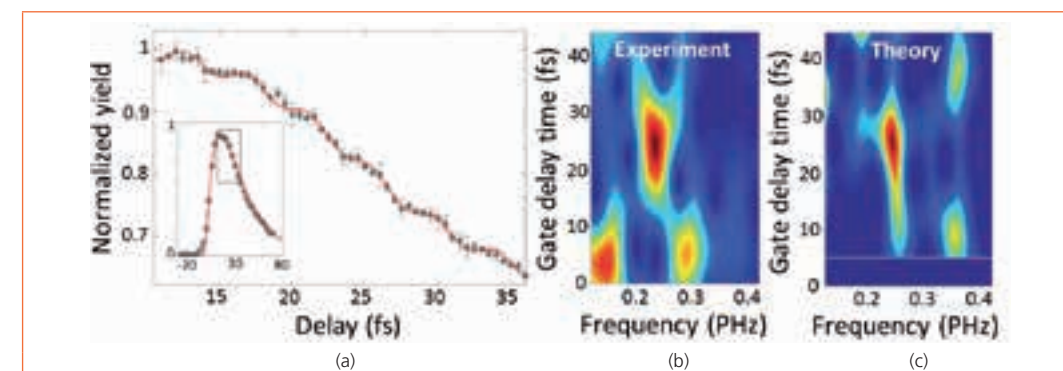 Normalized yield
1
0.9
0.8
0.7
1
0
-20
30
80
15
20
25
30
35
Delay (fs)
(a)
Experiment
Gate delay time (fs)
40
30
20
10
0
0.2
0.3
0.4
Frequency (PHz)
(b)
Theory
Gate delay time (fs)
40
30
20
10
0
0.2
0.3
0.4
Frequency (PHz)
(c)